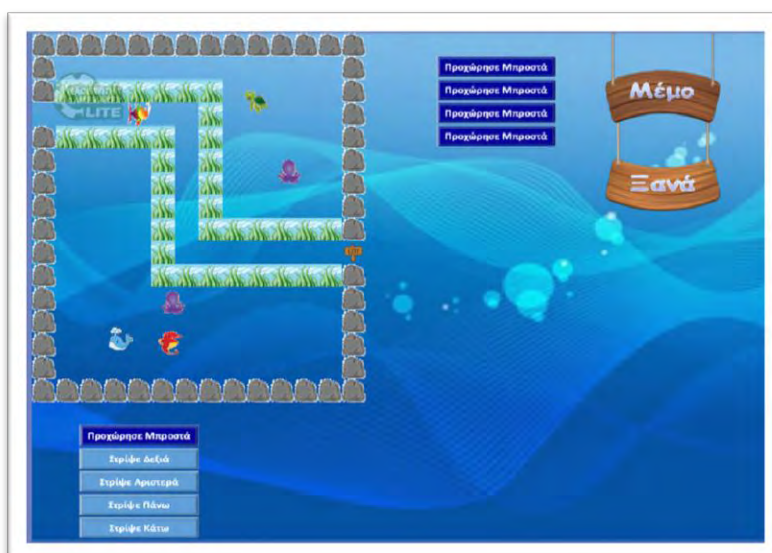 Προχώρησε Μπροστά
Προχώρησε Μπροστά
Προχώρησε Μπροστά
Προχώρησε Μπροστά
Μέμο
Ξανά
LITE
Προχώρησε Μπροστά
Στρίψε Δεξιά
Στρίψε Αριστερά
Στρίψε Πάνω
Στρίψε Κάτω